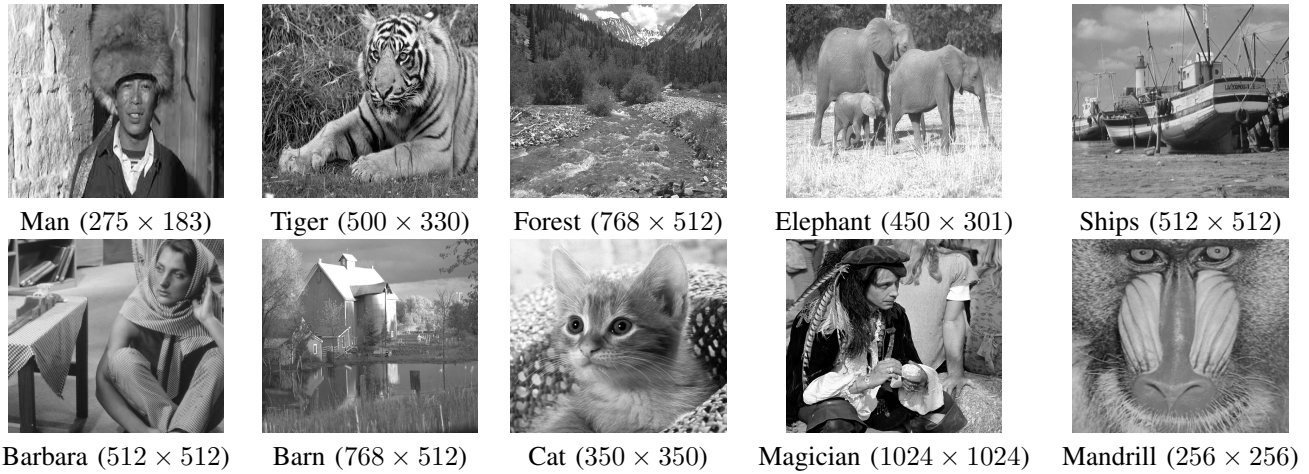 Man (275 × 183)
Tiger (500 × 330)
Forest (768 × 512)
Elephant (450 × 301)
Ships (512 × 512)
Barbara (512 × 512)
Barn (768 × 512)
Cat (350 × 350)
Magician (1024 × 1024)
Mandrill (256 × 256)